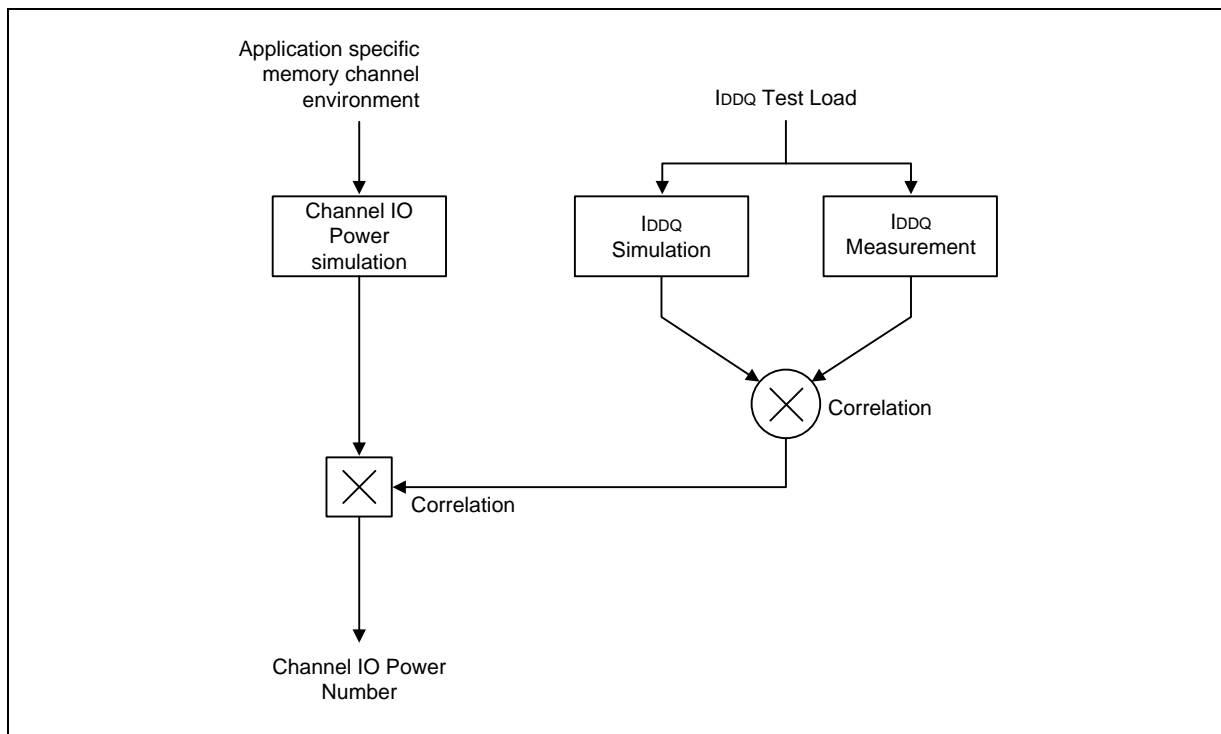 Application specific
memory channel
environment
IDDQ Test Load
Channel IO
Power
simulation
IDDQ
Simulation
IDDQ
Measurement
Correlation
Correlation
Channel IO Power
Number